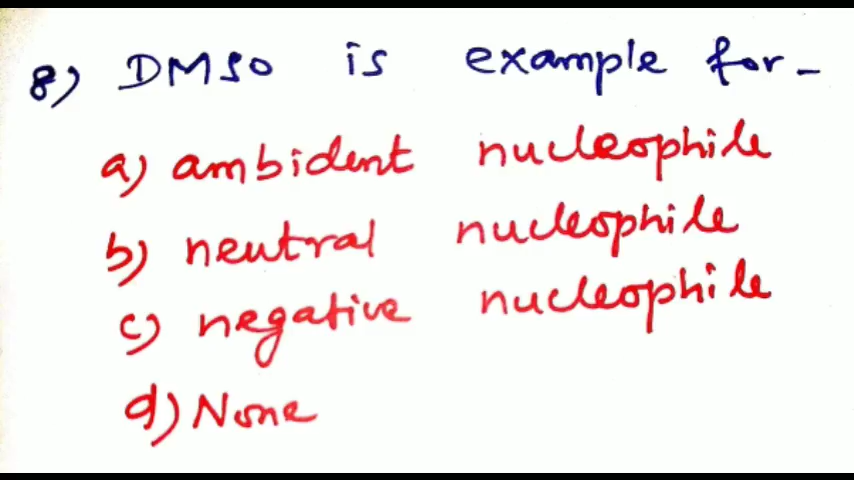 8) DMSO is example for-
a) ambident nucleophile
b) neutral nucleophile
c) negative nucleophile
d) None